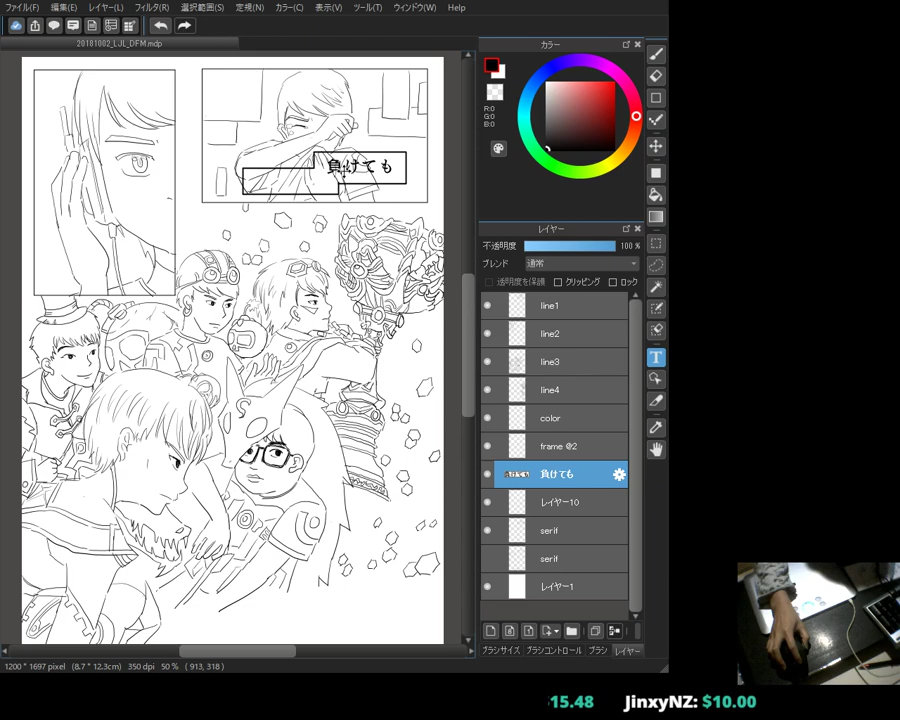 ファイル(F) 編集(E) レイヤー(L) フィルタ(R) 選択範囲(S) 定規(N) カラー(C) 表示(V) ツール(T) ウィンドウ(W) Help
20181002_LJL_DFM.mdp
負けても
カラー
R:0
G:0
B:0
レイヤー
不透明度 100 %
ブレンド 通常
透明度を保護 クリッピング ロック
line1
line2
line3
line4
color
frame @2
負けても
レイヤー10
serif
serif
レイヤー1
ブラシサイズ ブラシコントロール ブラシ レイヤー
1200 * 1697 pixel (8.7 * 12.3cm) 350 dpi 50 % ( 913, 318 )
15.48 JinxyNZ: $10.00